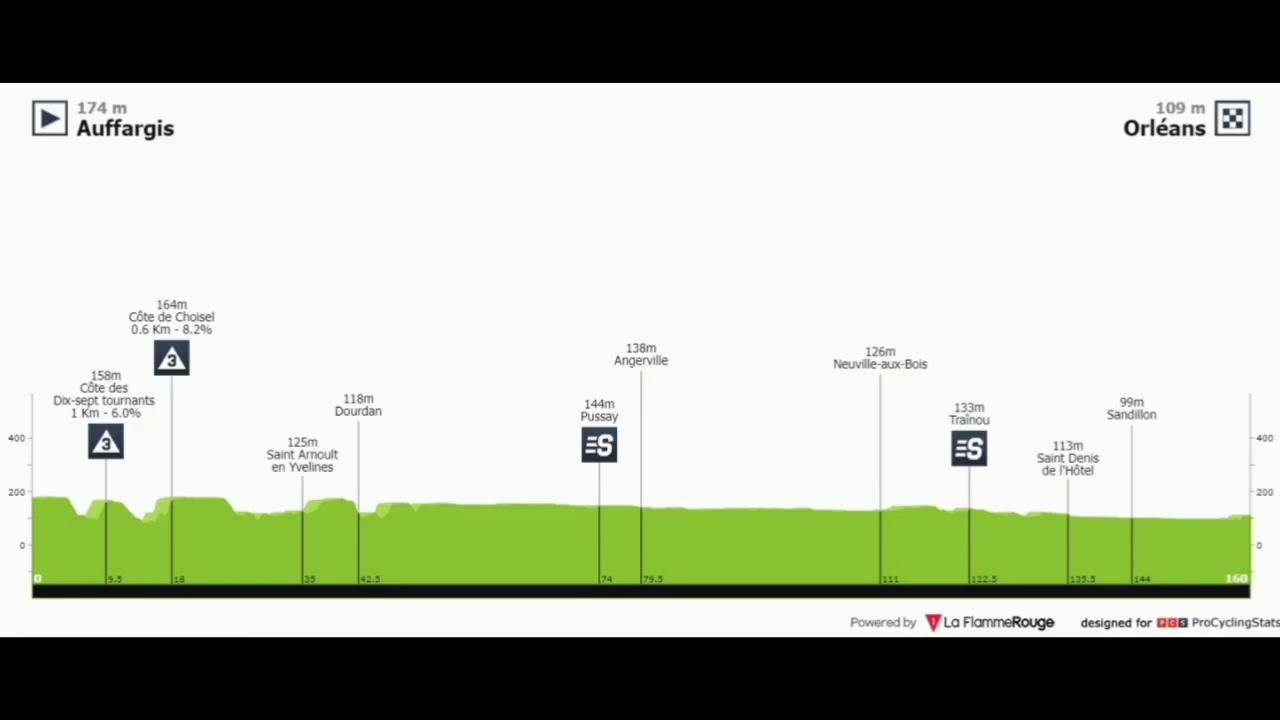 174 m
Auffargis
109 m
Orléans
164m
Côte de Choisel
0.6 Km - 8.2%
3
158m
Côte des
Dix-sept tournants
1 Km - 6.0%
3
125m
Saint Arnoult
en Yvelines
118m
Dourdan
144m
Pussay
S
138m
Angerville
126m
Neuville-aux-Bois
133m
Traînou
S
113m
Saint Denis
de l'Hôtel
99m
Sandillon
400
200
0
400
200
0
0
9.5
18
35
42.5
74
79.5
111
122.5
135.5
144
160
Powered by La FlammeRouge designed for PCS ProCyclingStats